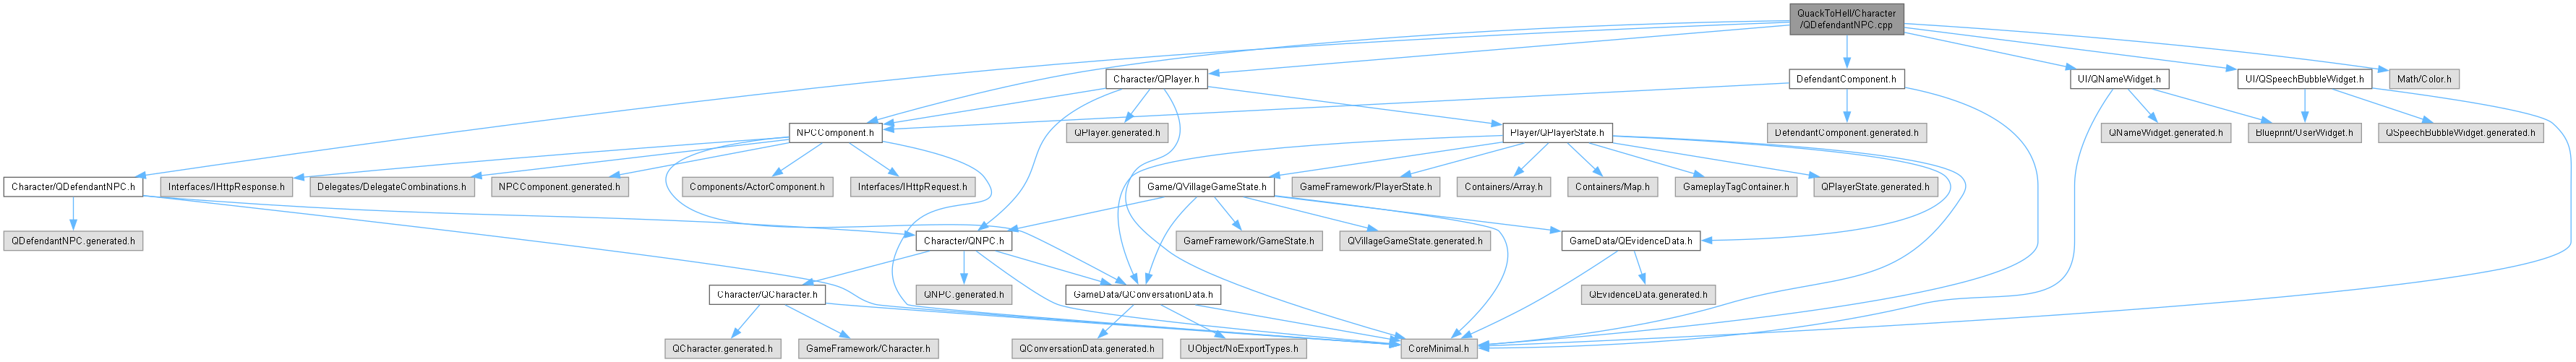 QuackToHell/Character
/QDefendantNPC.cpp
Character/QPlayer.h
DefendantComponent.h
UI/QNameWidget.h
UI/QSpeechBubbleWidget.h
Math/Color.h
NPCComponent.h
QPlayer.generated.h
Player/QPlayerState.h
DefendantComponent.generated.h
QNameWidget.generated.h
Blueprint/UserWidget.h
QSpeechBubbleWidget.generated.h
Character/QDefendantNPC.h
Interfaces/IHttpResponse.h
Delegates/DelegateCombinations.h
NPCComponent.generated.h
Components/ActorComponent.h
Interfaces/IHttpRequest.h
Game/QVillageGameState.h
GameFramework/PlayerState.h
Containers/Array.h
Containers/Map.h
GameplayTagContainer.h
QPlayerState.generated.h
QDefendantNPC.generated.h
Character/QNPC.h
GameFramework/GameState.h
QVillageGameState.generated.h
GameData/QEvidenceData.h
Character/QCharacter.h
QNPC.generated.h
GameData/QConversationData.h
QEvidenceData.generated.h
QCharacter.generated.h
GameFramework/Character.h
QConversationData.generated.h
UObject/NoExportTypes.h
CoreMinimal.h